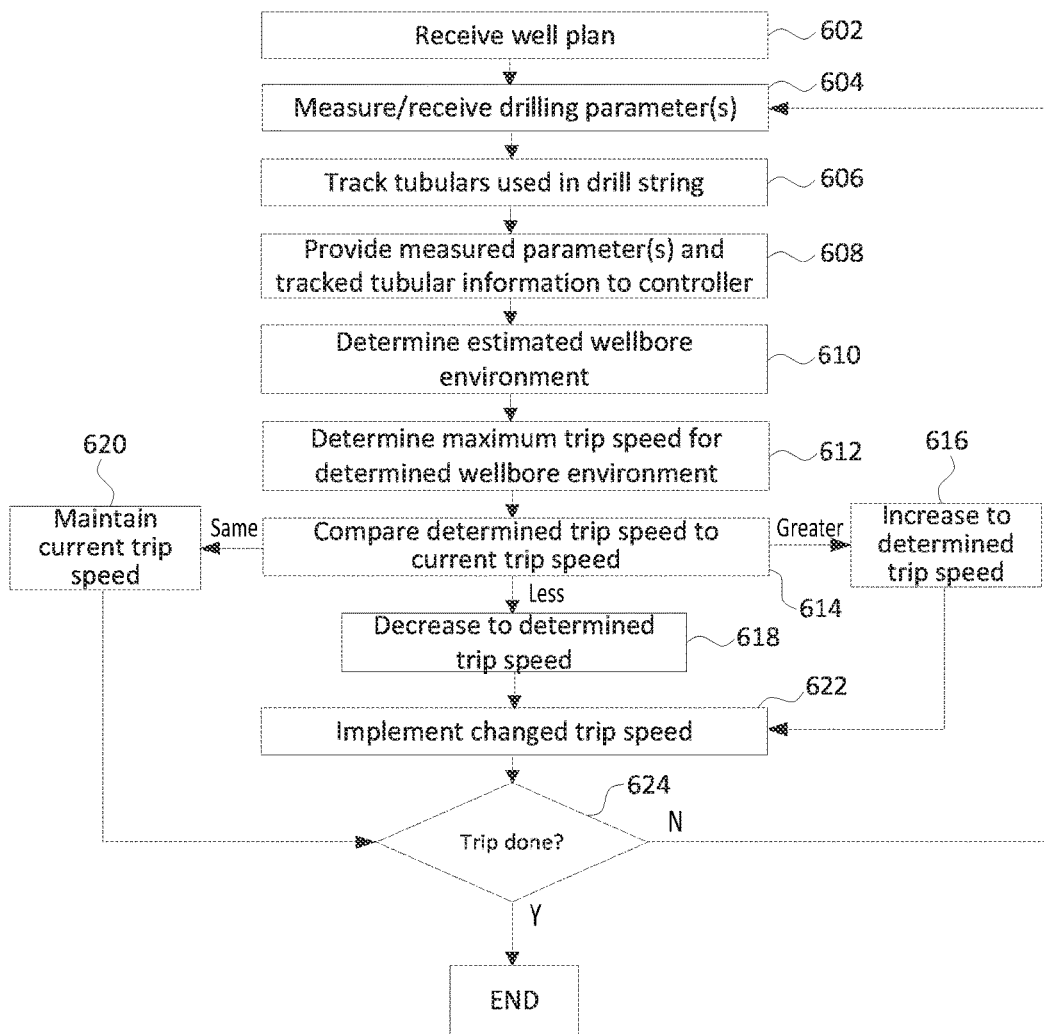 Receive well plan
602
604
Measure/receive drilling parameter(s)
Track tubulars used in drill string
606
Provide measured parameter(s) and
tracked tubular information to controller
608
Determine estimated wellbore
environment
610
Determine maximum trip speed for
determined wellbore environment
612
620
616
Maintain
current trip
speed
Same
Compare determined trip speed to
current trip speed
Greater
Increase to
determined
trip speed
614
Less
Decrease to determined
trip speed
618
622
Implement changed trip speed
624
Trip done?
N
Y
END